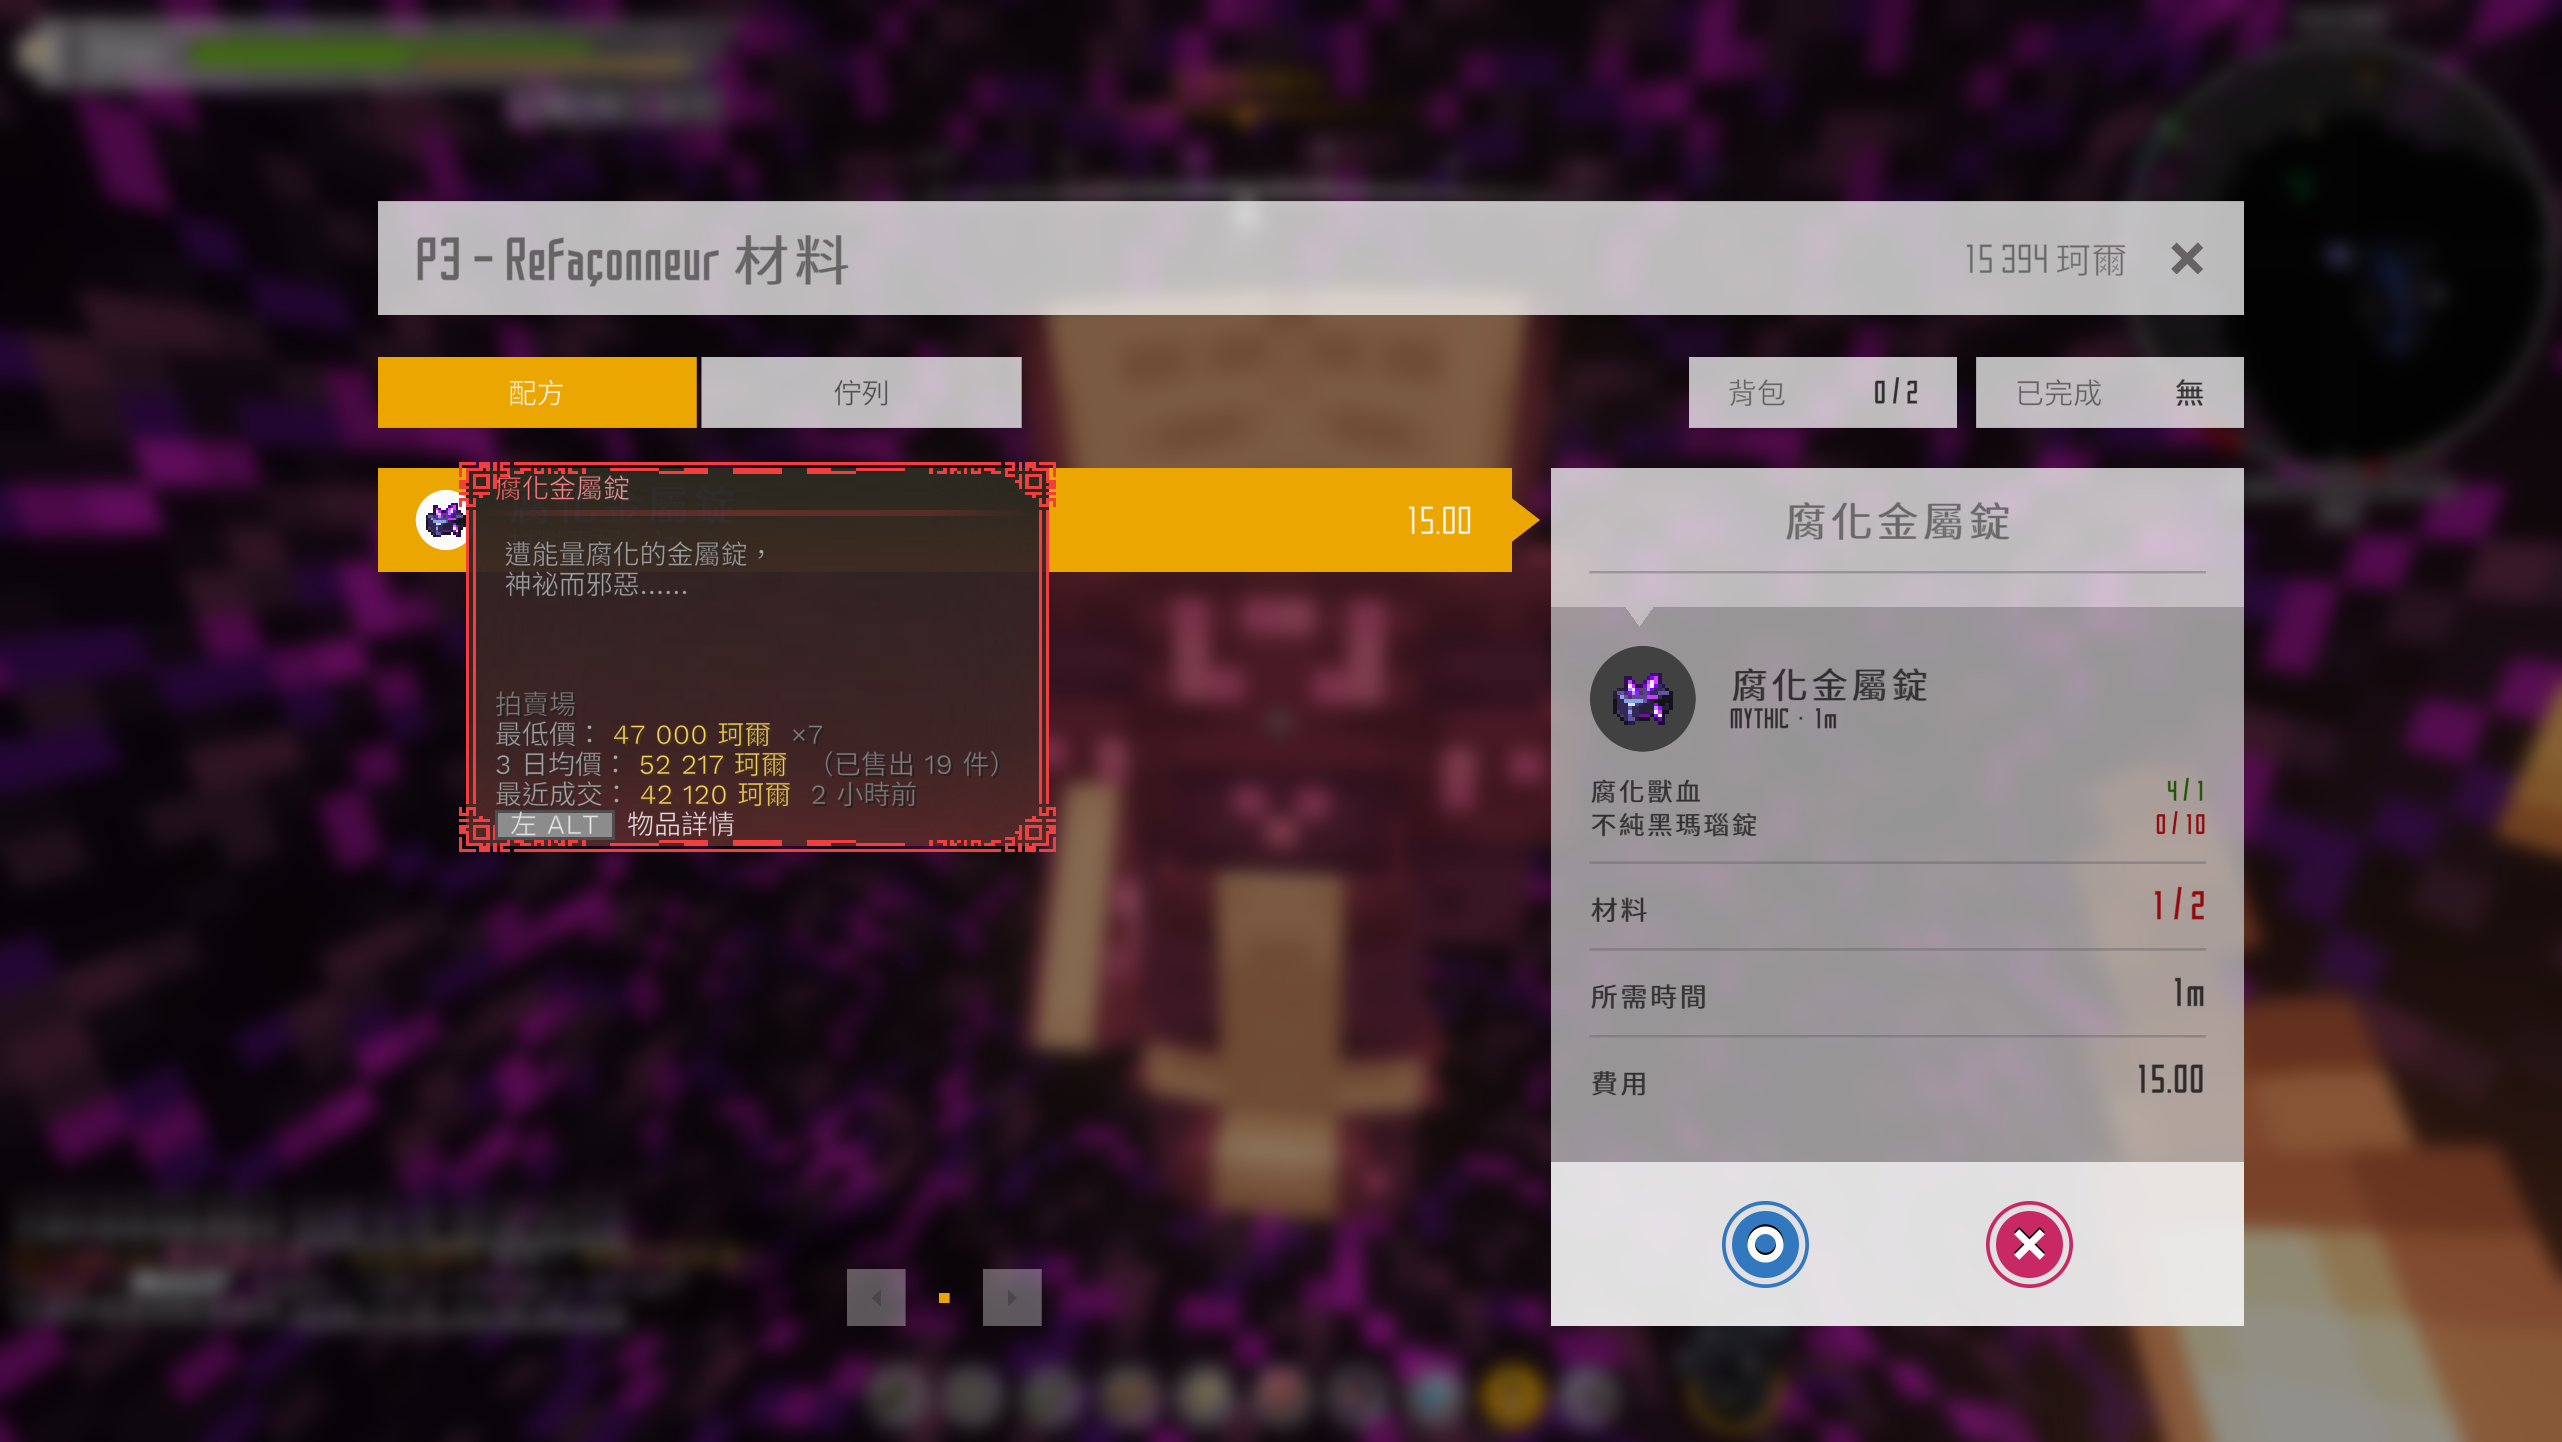 P3 - Refaçonneur 材料
15 394 珂爾
配方
佇列
背包 0/2
已完成 無
15.00
腐化金屬錠
遭能量腐化的金屬錠，
神祕而邪惡......
拍賣場
最低價： 47 000 珂爾 ×7
3 日均價： 52 217 珂爾 （已售出 19 件）
最近成交： 42 120 珂爾 2 小時前
左 ALT 物品詳情
腐化金屬錠
腐化金屬錠
MYTHIC · 1m
腐化獸血 4/1
不純黑瑪瑙錠 0/10
材料 1/2
所需時間 1m
費用 15.00